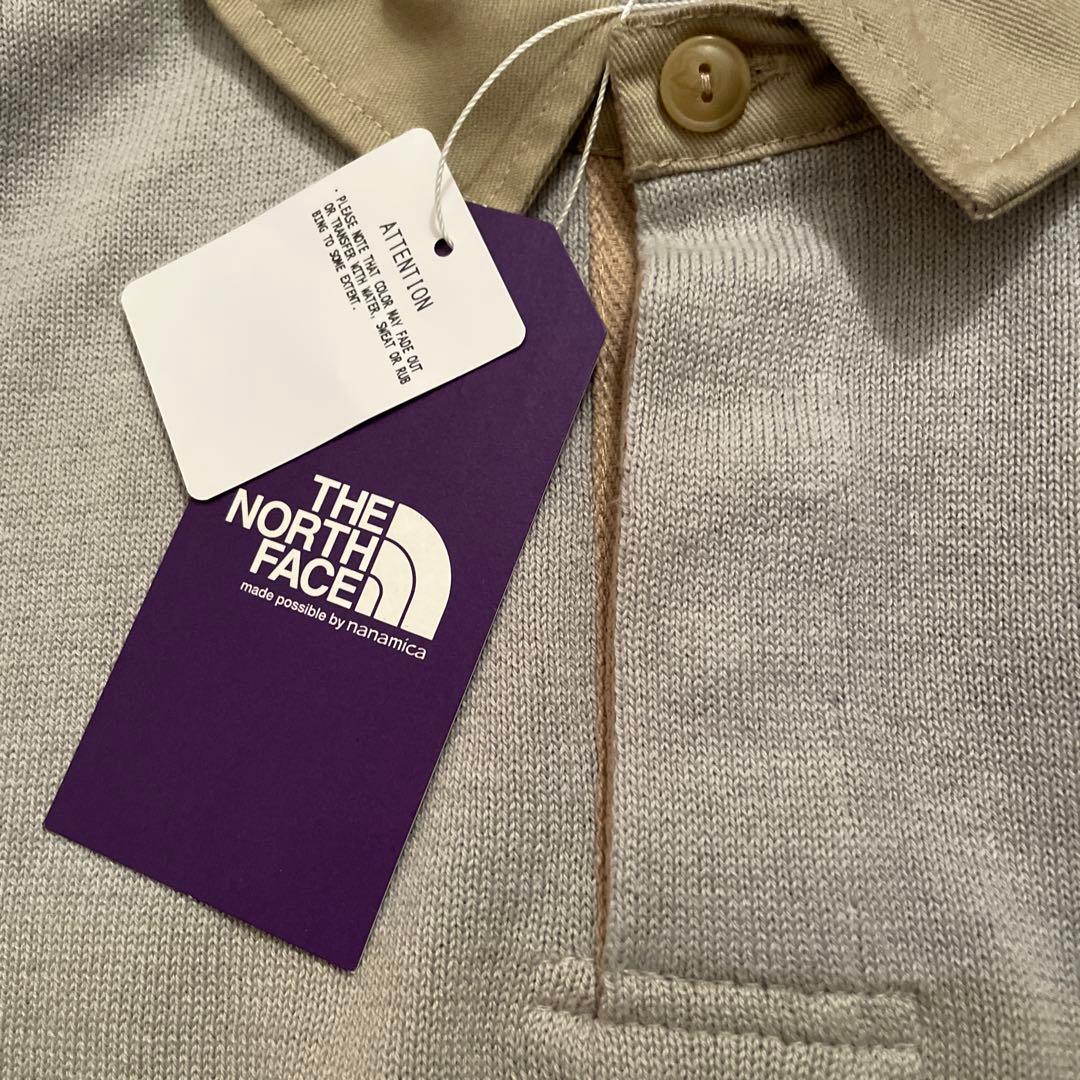 ATTENTION
・PLEASE NOTE THAT COLOR MAY FADE OUT
OR TRANSFER WITH WATER, SWEAT OR RUB
BING TO SOME EXTENT.
THE
NORTH
FACE
made possible by nanamica